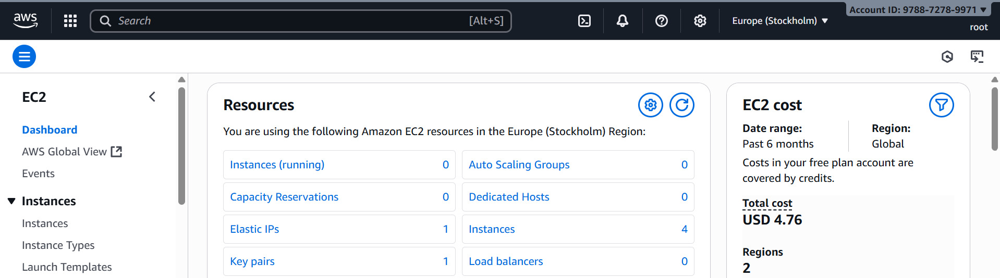 aws
Search [Alt+S]
Europe (Stockholm)
Account ID: 9788-7278-9971
root
EC2
Dashboard
AWS Global View
Events
Instances
Instances
Instance Types
Launch Templates
Resources
You are using the following Amazon EC2 resources in the Europe (Stockholm) Region:
Instances (running) 0
Auto Scaling Groups 0
Capacity Reservations 0
Dedicated Hosts 0
Elastic IPs 1
Instances 4
Key pairs 1
Load balancers 0
EC2 cost
Date range:
Past 6 months
Region:
Global
Costs in your free plan account are
covered by credits.
Total cost
USD 4.76
Regions
2